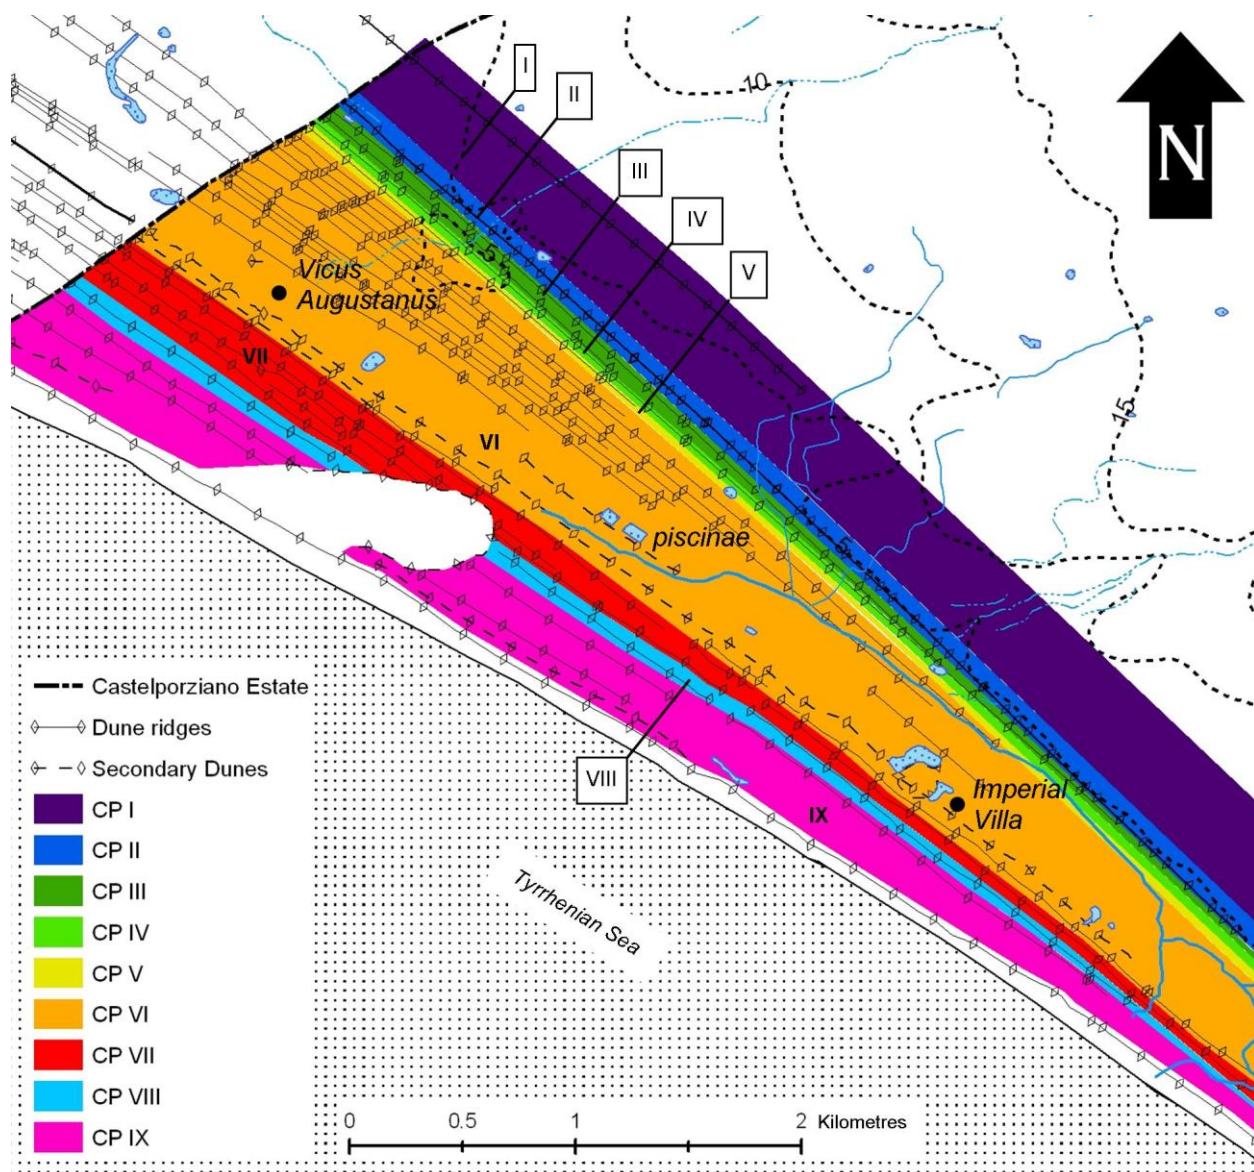 I
II
III
IV
V
10
N
5
Vicus
Augustanus
VII
VI
15
piscinae
5
Castelporziano Estate
Dune ridges
Secondary Dunes
CP I
CP II
CP III
CP IV
CP V
CP VI
CP VII
CP VIII
CP IX
VIII
IX
Imperial
Villa
Tyrrhenian Sea
0 0.5 1 2 Kilometres